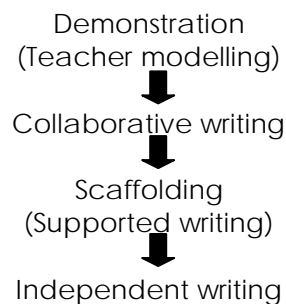 Demonstration
(Teacher modelling)
Collaborative writing
Scaffolding
(Supported writing)
Independent writing